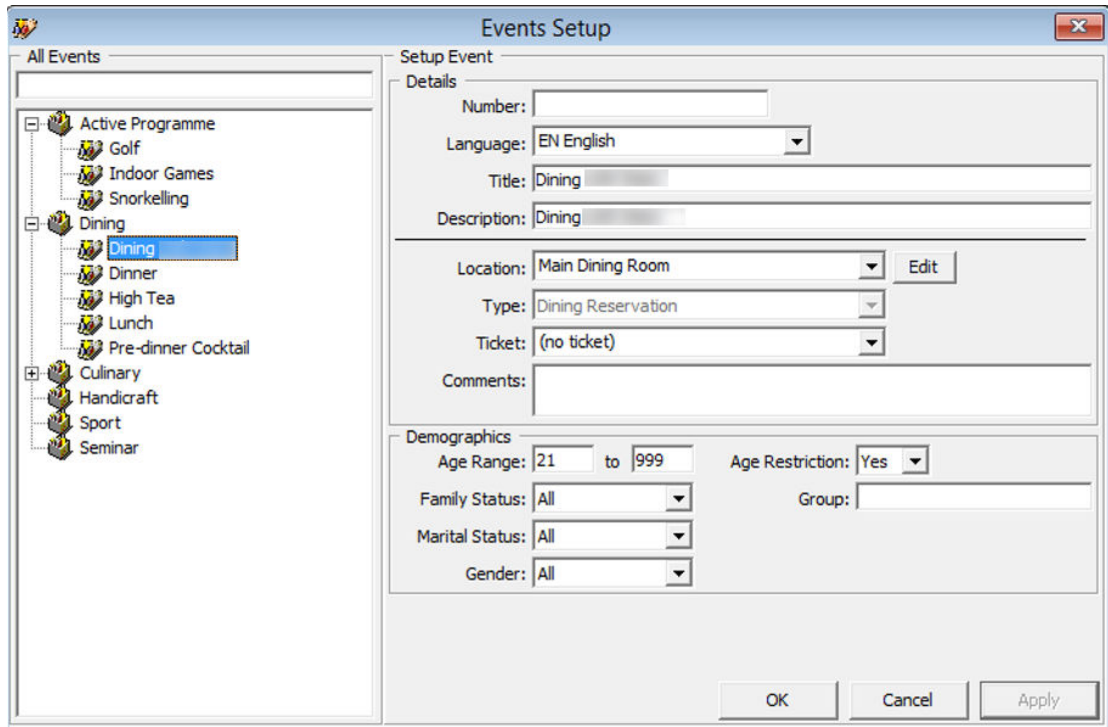 Events Setup
All Events
Active Programme
Golf
Indoor Games
Snorkelling
Dining
Dining
Dinner
High Tea
Lunch
Pre-dinner Cocktail
Culinary
Handicraft
Sport
Seminar
Setup Event
Details
Number:
Language: EN English
Title: Dining
Description: Dining
Location: Main Dining Room Edit
Type: Dining Reservation
Ticket: (no ticket)
Comments:
Demographics
Age Range: 21 to 999 Age Restriction: Yes
Family Status: All Group:
Marital Status: All
Gender: All
OK Cancel Apply